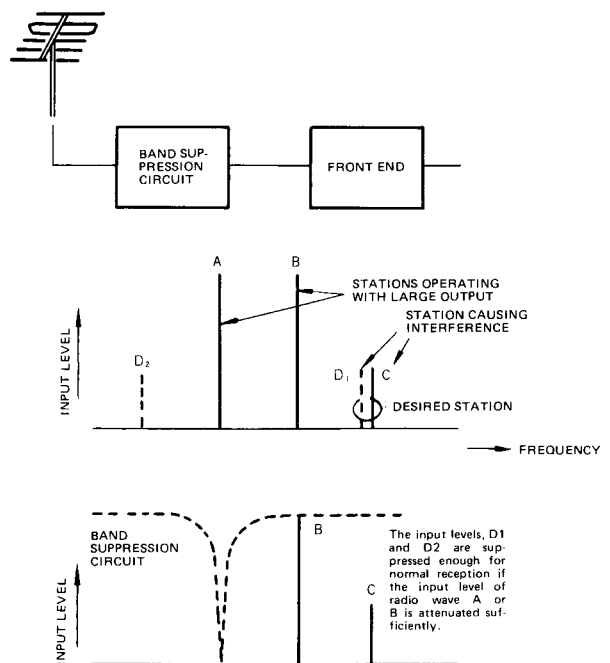 BAND SUP-
PRESSION
CIRCUIT
FRONT END
A
B
STATIONS OPERATING
WITH LARGE OUTPUT
STATION CAUSING
INTERFERENCE
D₂
D₁
C
DESIRED STATION
INPUT LEVEL
FREQUENCY
BAND
SUPPRESSION
CIRCUIT
B
The input levels, D1
and D2 are sup-
pressed enough for
normal reception if
the input level of
radio wave A or
B is attenuated suf-
ficiently.
C
INPUT LEVEL